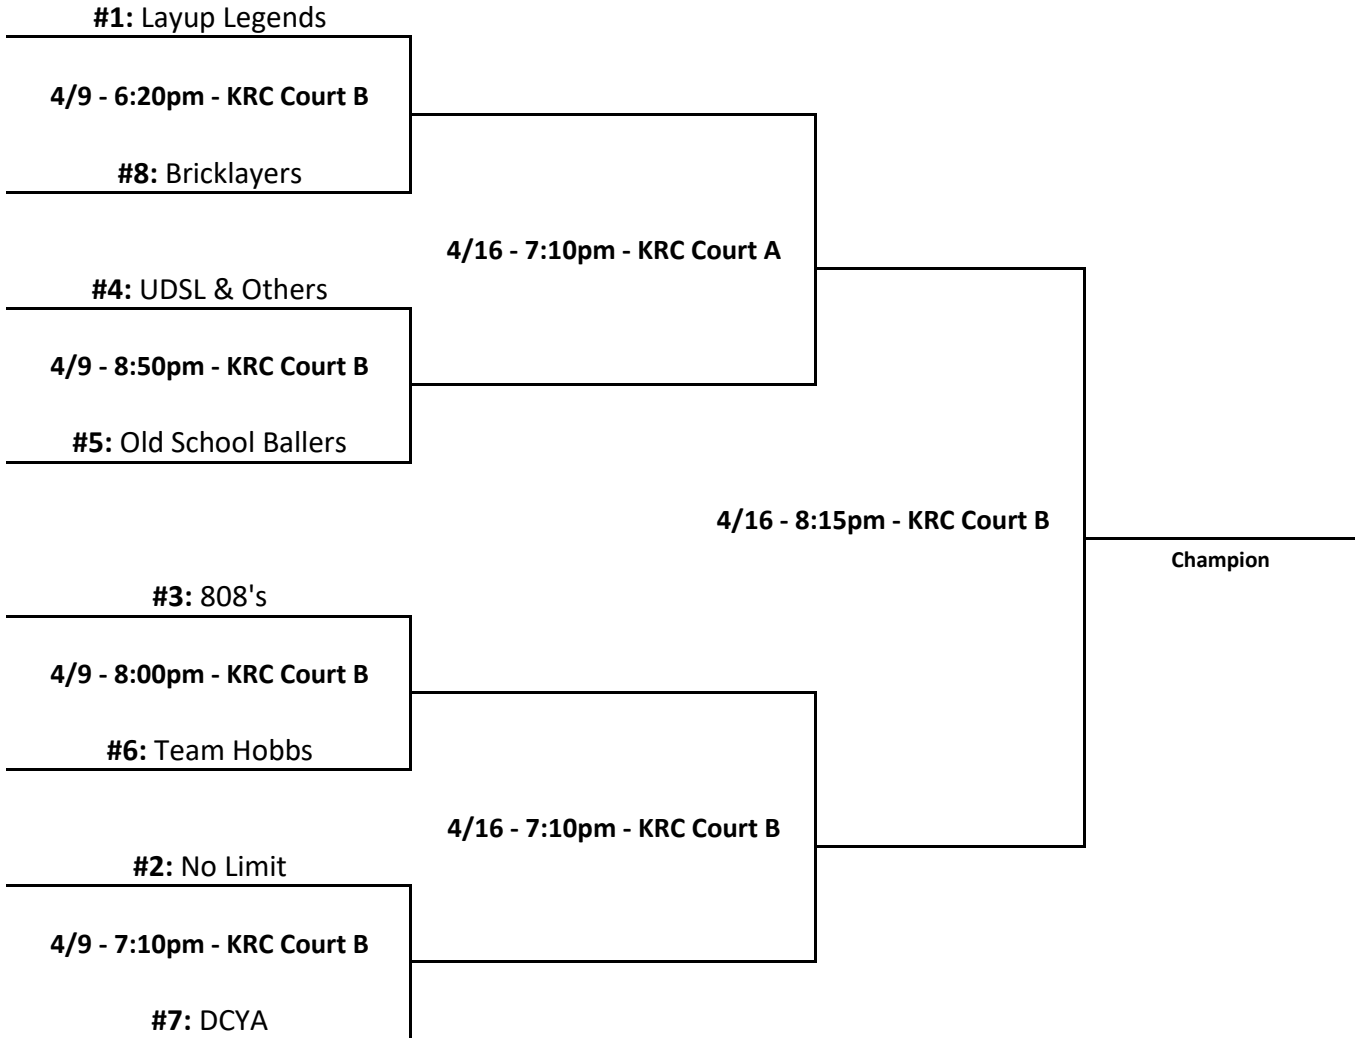 #1: Layup Legends
4/9 - 6:20pm - KRC Court B
#8: Bricklayers
4/16 - 7:10pm - KRC Court A
#4: UDSL & Others
4/9 - 8:50pm - KRC Court B
#5: Old School Ballers
4/16 - 8:15pm - KRC Court B
Champion
#3: 808's
4/9 - 8:00pm - KRC Court B
#6: Team Hobbs
4/16 - 7:10pm - KRC Court B
#2: No Limit
4/9 - 7:10pm - KRC Court B
#7: DCYA